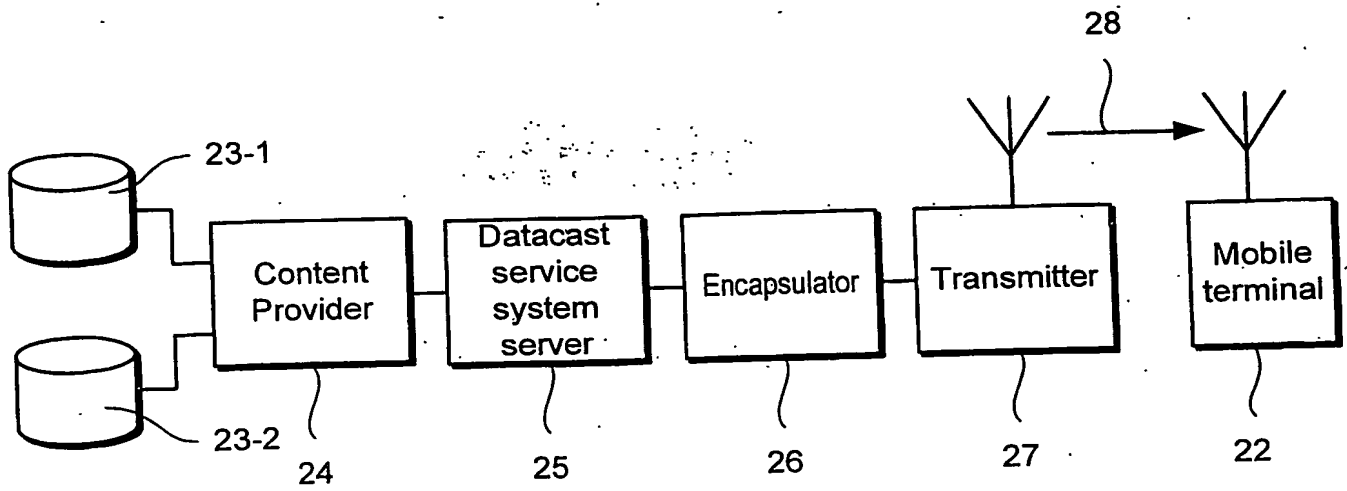 28
23-1
Content
Provider
Datacast
service
system
server
Encapsulator
Transmitter
Mobile
terminal
23-2
24
25
26
27
22